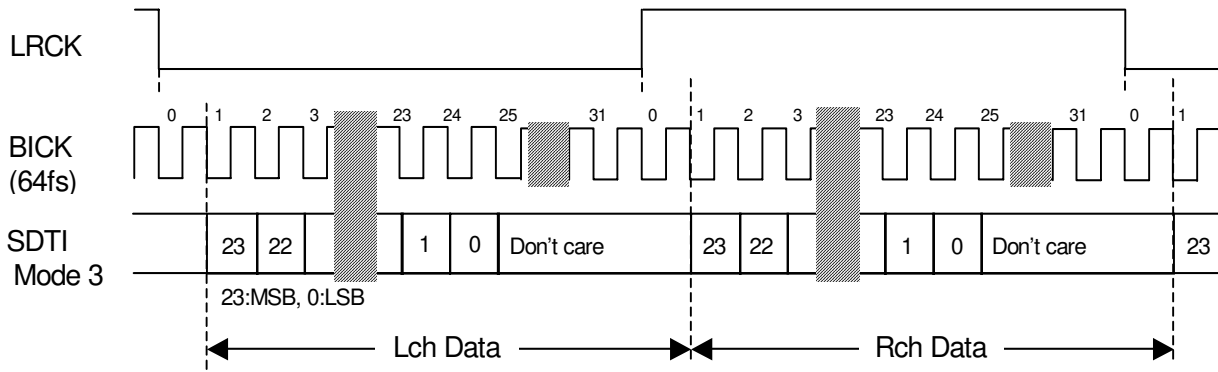 LRCK
0 1 2 3 23 24 25 31 0 1 2 3 23 24 25 31 0 1
BICK
(64fs)
SDTI
Mode 3
23 22 1 0 Don't care 23 22 1 0 Don't care 23
23:MSB, 0:LSB
Lch Data Rch Data